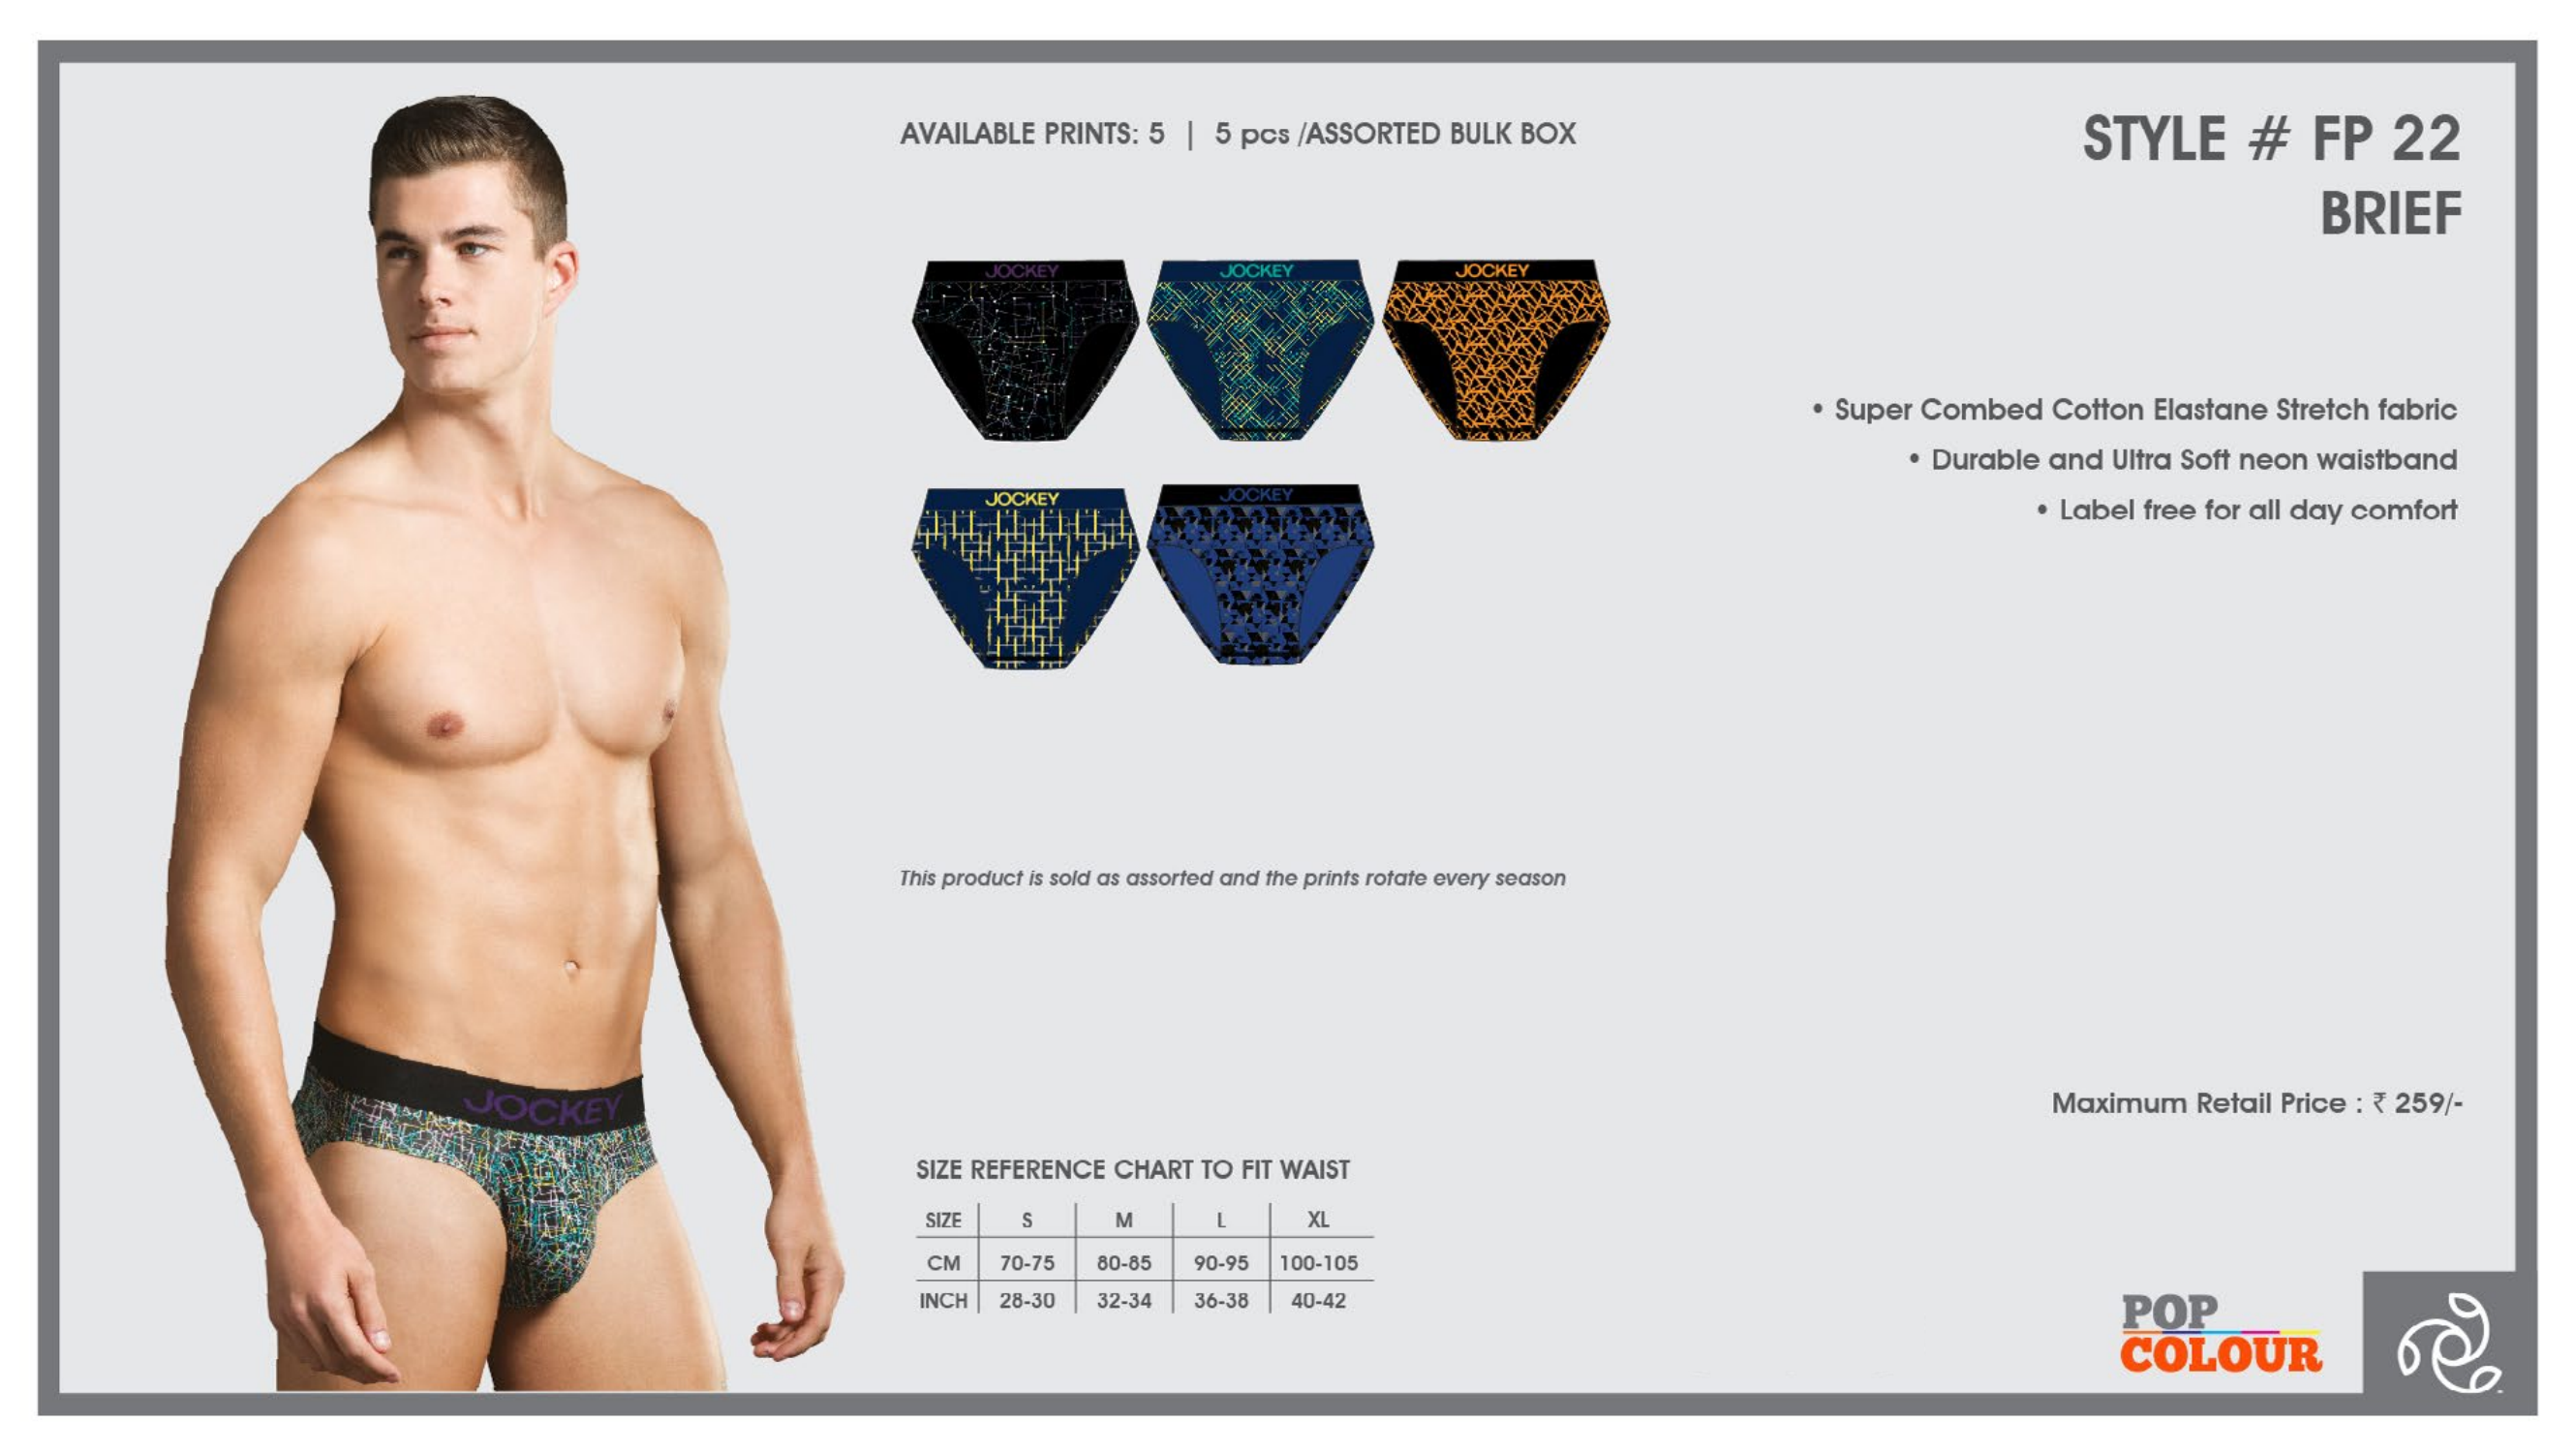 AVAILABLE PRINTS: 5 | 5 pcs /ASSORTED BULK BOX
STYLE # FP 22
BRIEF
JOCKEY
JOCKEY
JOCKEY
• Super Combed Cotton Elastane Stretch fabric
• Durable and Ultra Soft neon waistband
• Label free for all day comfort
JOCKEY
JOCKEY
This product is sold as assorted and the prints rotate every season
JOCKEY
Maximum Retail Price : ₹ 259/-
SIZE REFERENCE CHART TO FIT WAIST
SIZE S M L XL
CM 70-75 80-85 90-95 100-105
INCH 28-30 32-34 36-38 40-42
POP
COLOUR